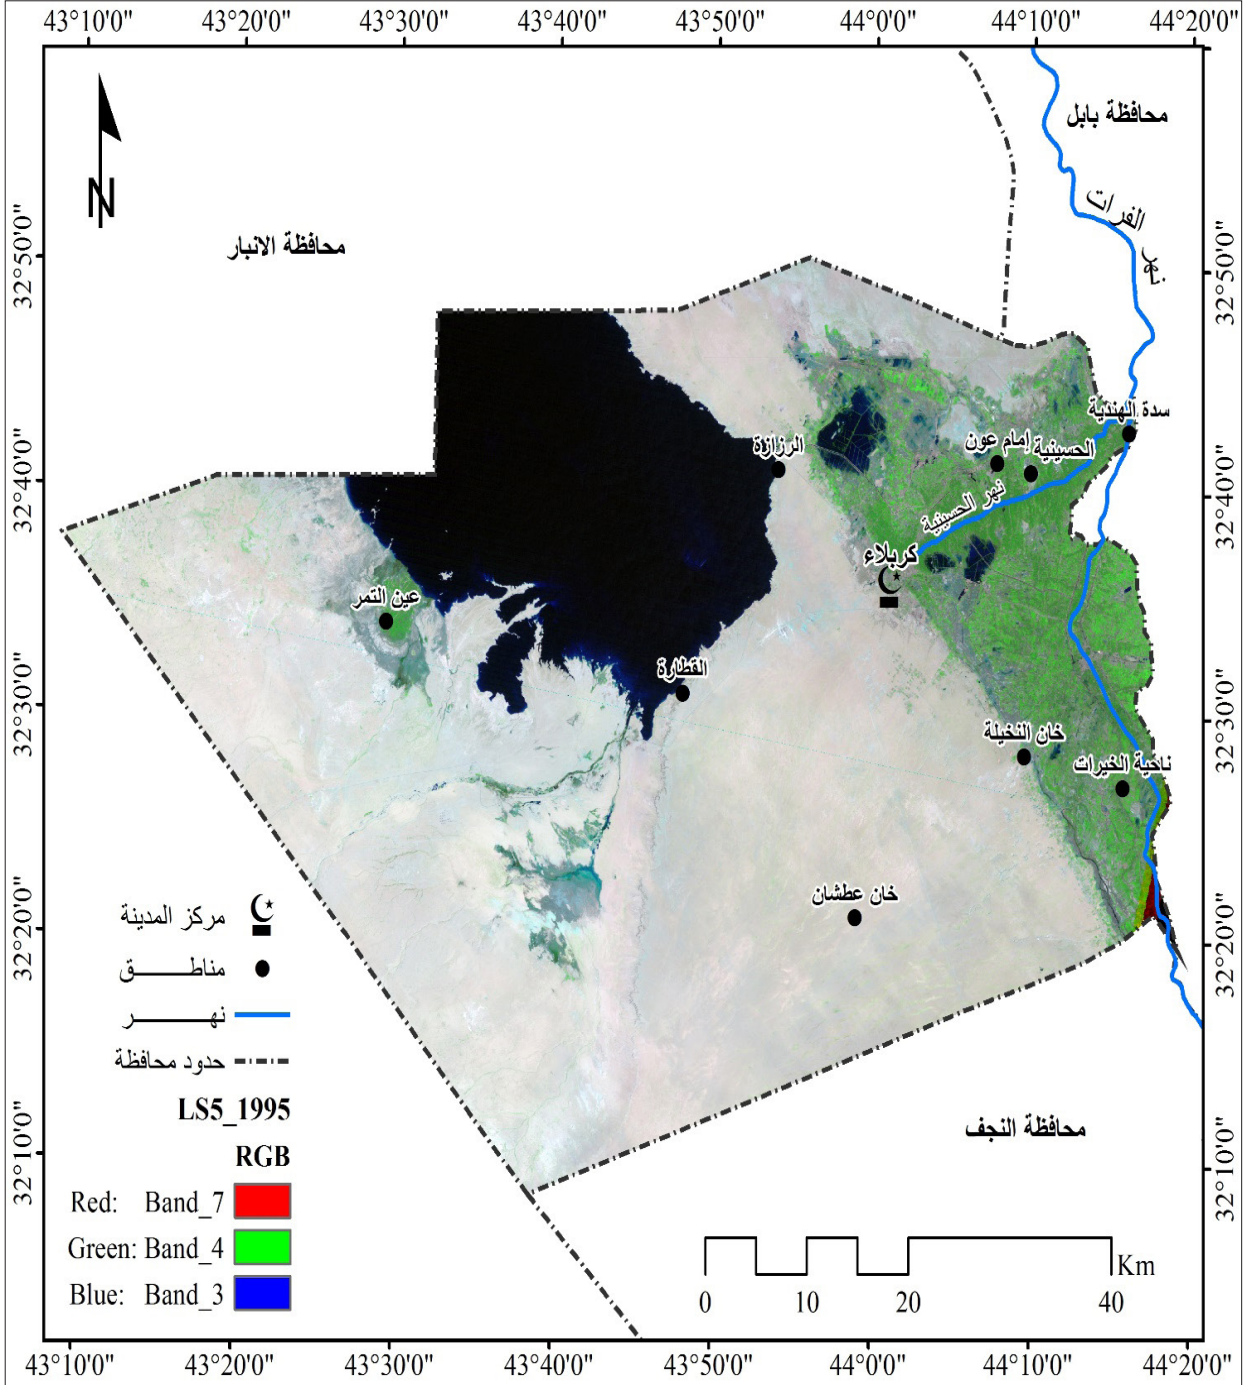 43°10'0" 43°20'0" 43°30'0" 43°40'0" 43°50'0" 44°0'0" 44°10'0" 44°20'0"
محافظة بابل
نهر الفرات
محافظة الانبار
32°50'0" 32°50'0"
سدة الهندية
الرزازة
إمام عون
الحسينية
32°40'0" 32°40'0"
نهر الحسينية
كربلاء
عين التمر
القطارة
32°30'0" 32°30'0"
خان النخيلة
ناحية الخيرات
خان عطشان
32°20'0" 32°20'0"
مركز المدينة
مناطــــــــق
نهــــــــــر
حدود محافظة
LS5_1995
RGB
Red: Band_7
Green: Band_4
Blue: Band_3
محافظة النجف
32°10'0" 32°10'0"
Km
0 10 20 40
N
43°10'0" 43°20'0" 43°30'0" 43°40'0" 43°50'0" 44°0'0" 44°10'0" 44°20'0"